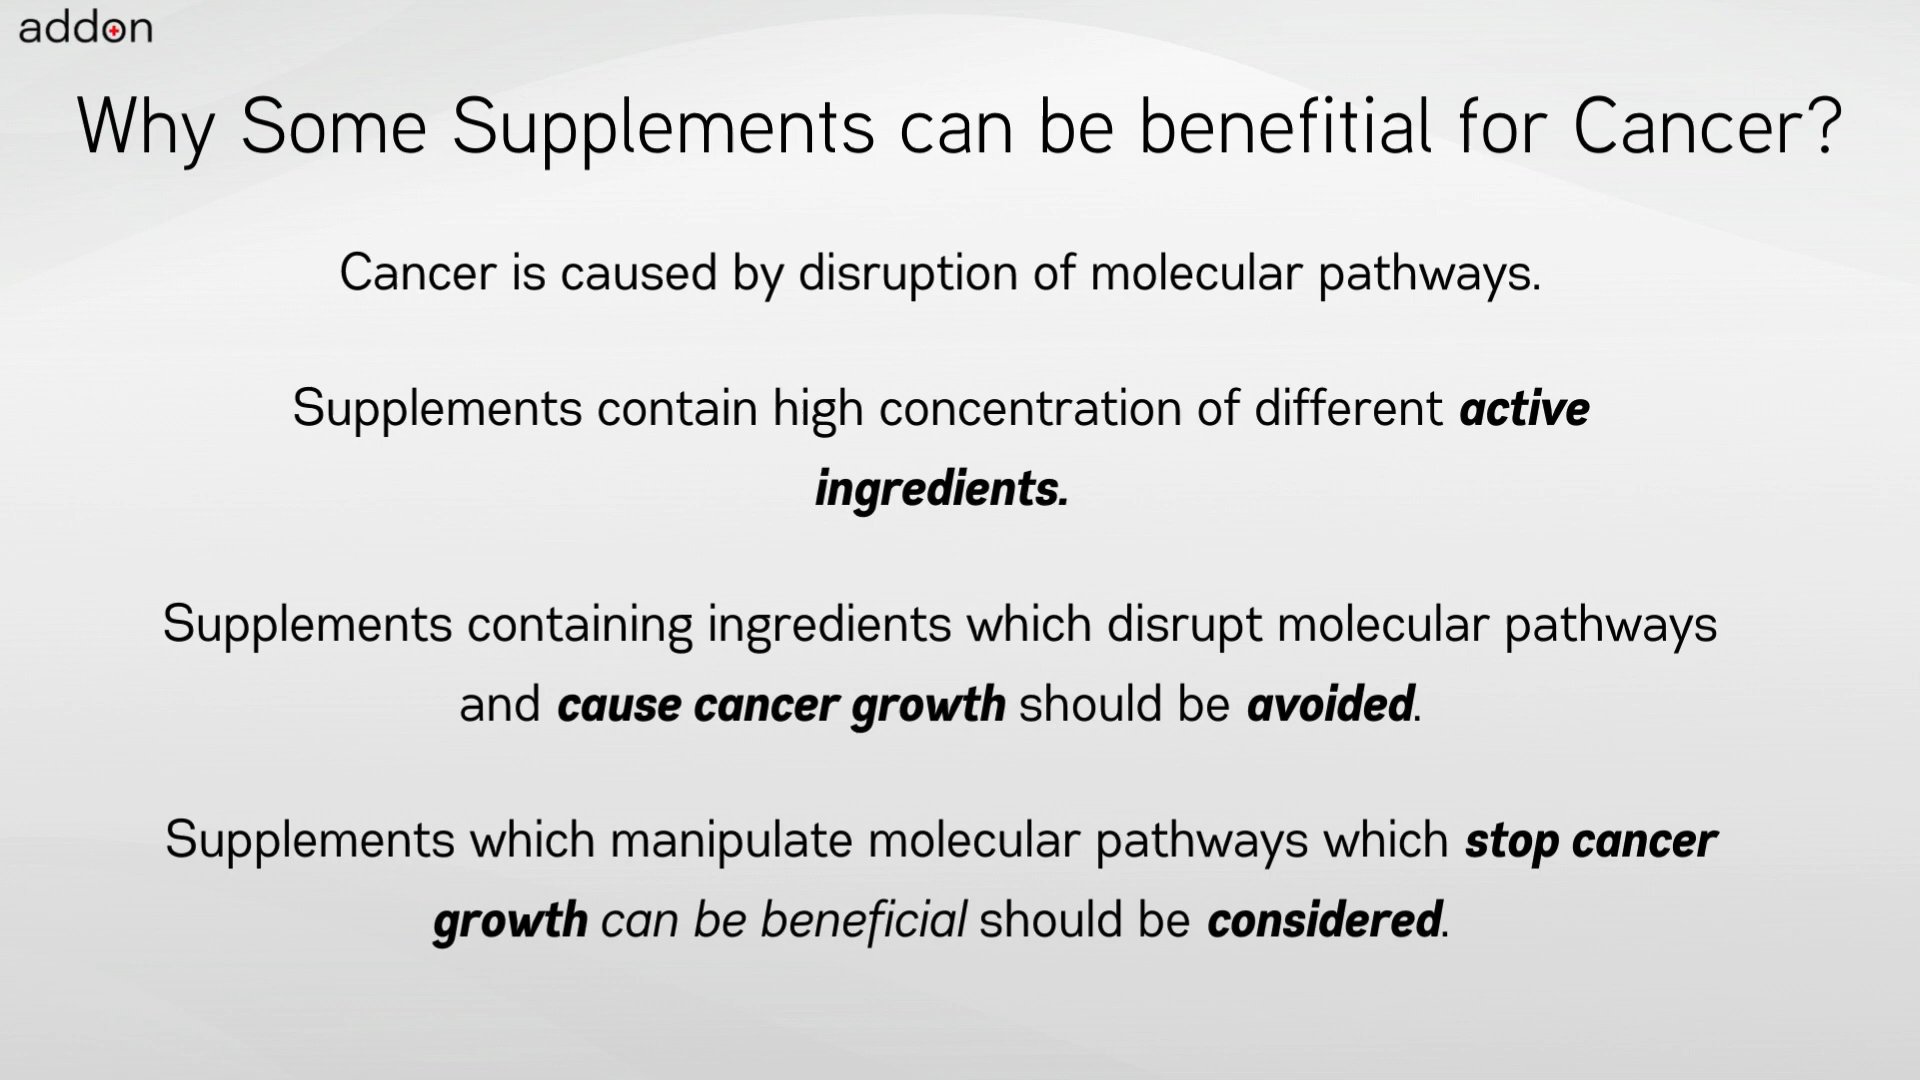 addon
Why Some Supplements can be benefitial for Cancer?
Cancer is caused by disruption of molecular pathways.
Supplements contain high concentration of different active
ingredients.
Supplements containing ingredients which disrupt molecular pathways
and cause cancer growth should be avoided.
Supplements which manipulate molecular pathways which stop cancer
growth can be beneficial should be considered.